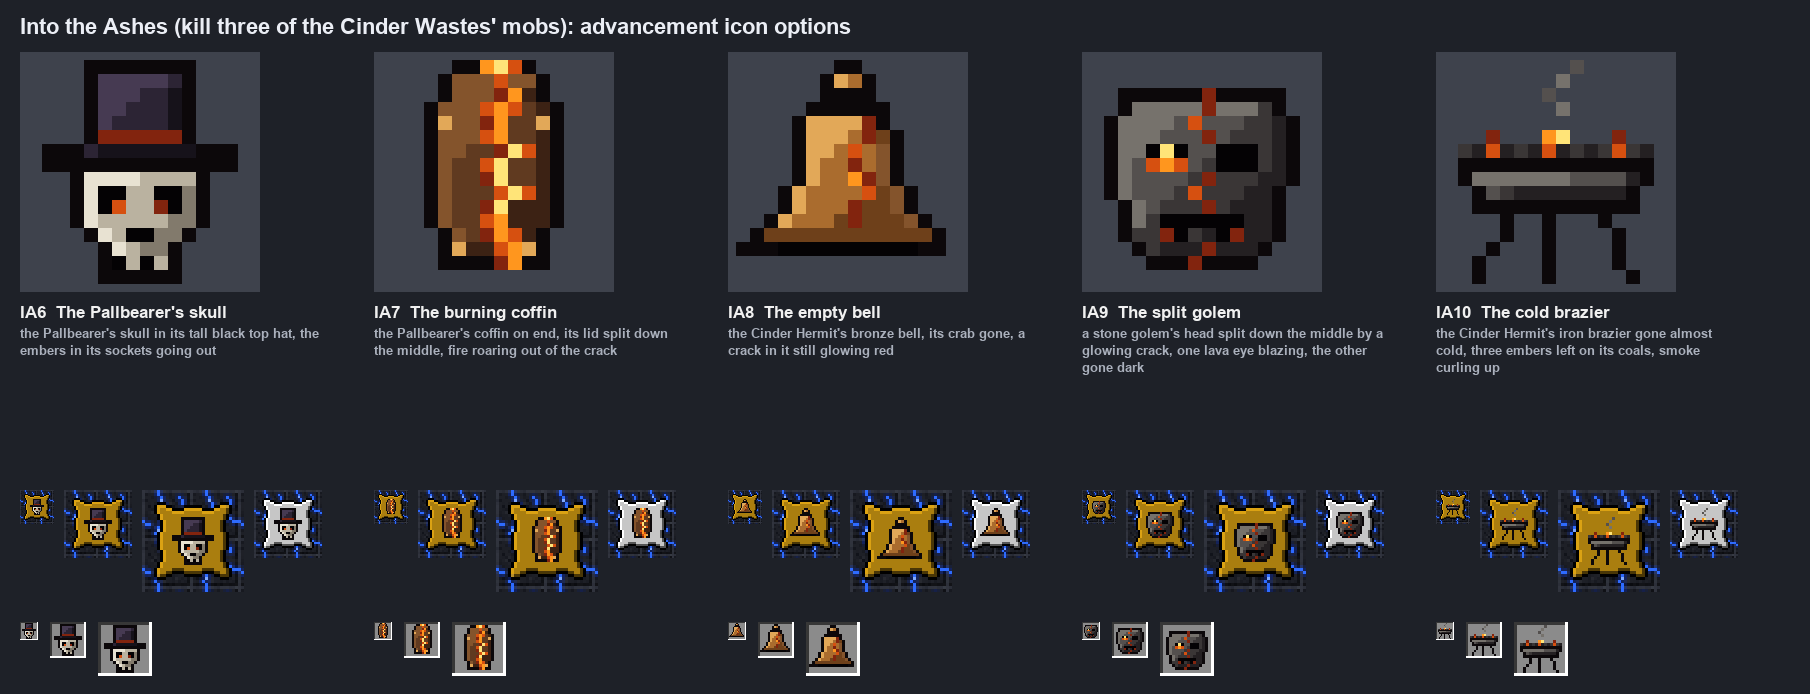 Into the Ashes (kill three of the Cinder Wastes' mobs): advancement icon options
IA6 The Pallbearer's skull
the Pallbearer's skull in its tall black top hat, the
embers in its sockets going out
IA7 The burning coffin
the Pallbearer's coffin on end, its lid split down
the middle, fire roaring out of the crack
IA8 The empty bell
the Cinder Hermit's bronze bell, its crab gone, a
crack in it still glowing red
IA9 The split golem
a stone golem's head split down the middle by a
glowing crack, one lava eye blazing, the other
gone dark
IA10 The cold brazier
the Cinder Hermit's iron brazier gone almost
cold, three embers left on its coals, smoke
curling up